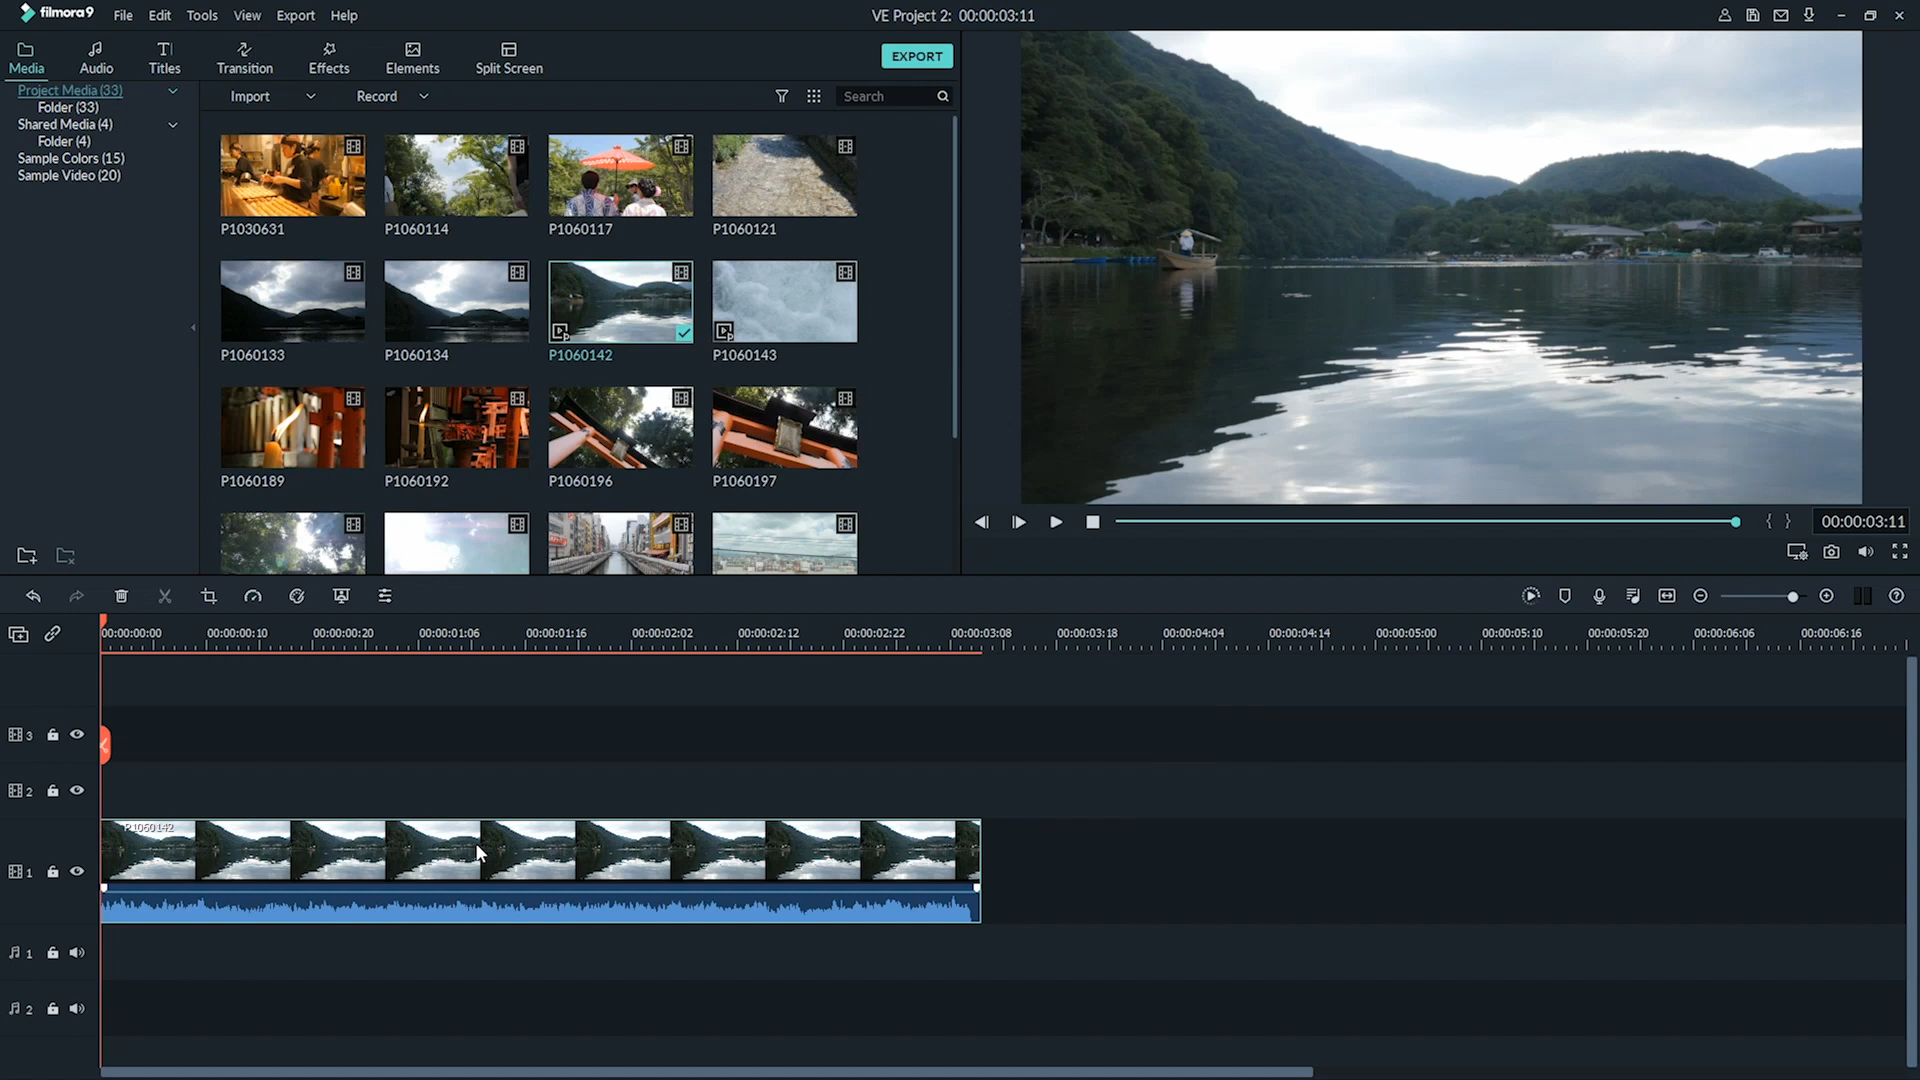 filmora9 File Edit Tools View Export Help VE Project 2: 00:00:03:11
Media Audio Titles Transition Effects Elements Split Screen EXPORT
Project Media (33)
Folder (33)
Shared Media (4)
Folder (4)
Sample Colors (15)
Sample Video (20)
Import Record Search
P1030631 P1060114 P1060117 P1060121
P1060133 P1060134 P1060142 P1060143
P1060189 P1060192 P1060196 P1060197
{ } 00:00:03:11
00:00:00:00 00:00:00:10 00:00:00:20 00:00:01:06 00:00:01:16 00:00:02:02 00:00:02:12 00:00:02:22 00:00:03:08 00:00:03:18 00:00:04:04 00:00:04:14 00:00:05:00 00:00:05:10 00:00:05:20 00:00:06:06 00:00:06:16
3
2
P1060142
1
1
2